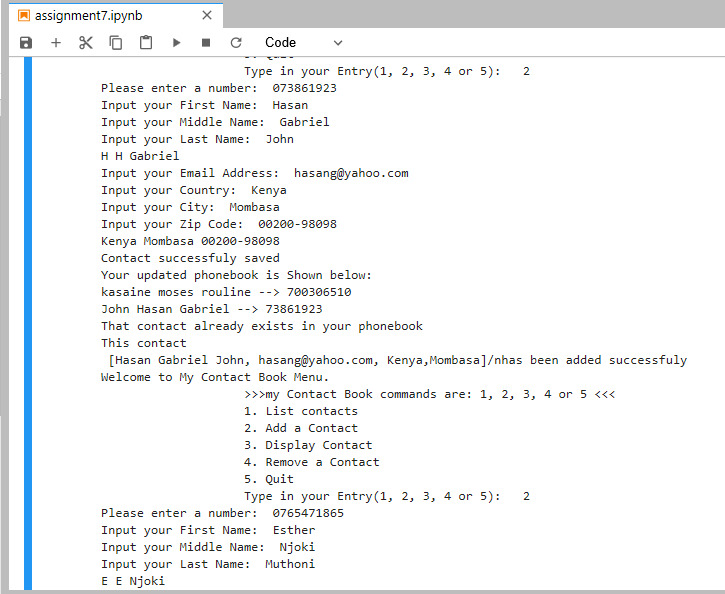 assignment7.ipynb
Code
5. Quit
Type in your Entry(1, 2, 3, 4 or 5): 2
Please enter a number: 073861923
Input your First Name: Hasan
Input your Middle Name: Gabriel
Input your Last Name: John
H H Gabriel
Input your Email Address: hasang@yahoo.com
Input your Country: Kenya
Input your City: Mombasa
Input your Zip Code: 00200-98098
Kenya Mombasa 00200-98098
Contact successfuly saved
Your updated phonebook is Shown below:
kasaine moses rouline --> 700306510
John Hasan Gabriel --> 73861923
That contact already exists in your phonebook
This contact
[Hasan Gabriel John, hasang@yahoo.com, Kenya,Mombasa]/nhas been added successfuly
Welcome to My Contact Book Menu.
>>>my Contact Book commands are: 1, 2, 3, 4 or 5 <<<
1. List contacts
2. Add a Contact
3. Display Contact
4. Remove a Contact
5. Quit
Type in your Entry(1, 2, 3, 4 or 5): 2
Please enter a number: 0765471865
Input your First Name: Esther
Input your Middle Name: Njoki
Input your Last Name: Muthoni
E E Njoki